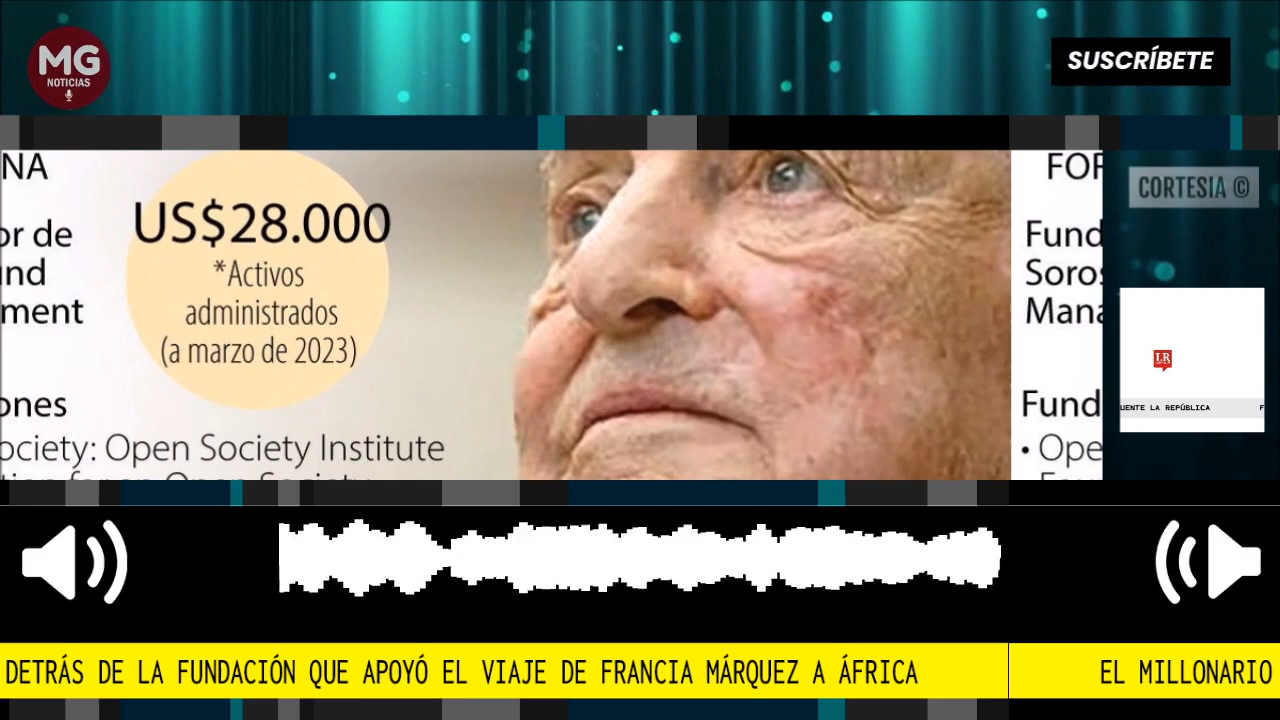 MG
NOTICIAS
SUSCRÍBETE
NA
US$28.000
*Activos
administrados
(a marzo de 2023)
or de
nd
ment
ones
ociety: Open Society Institute
FOR
Fund
Soros
Mana
Fund
• Ope
CORTESIA ©
LR
UENTE LA REPÚBLICA
F
DETRÁS DE LA FUNDACIÓN QUE APOYÓ EL VIAJE DE FRANCIA MÁRQUEZ A ÁFRICA
EL MILLONARIO